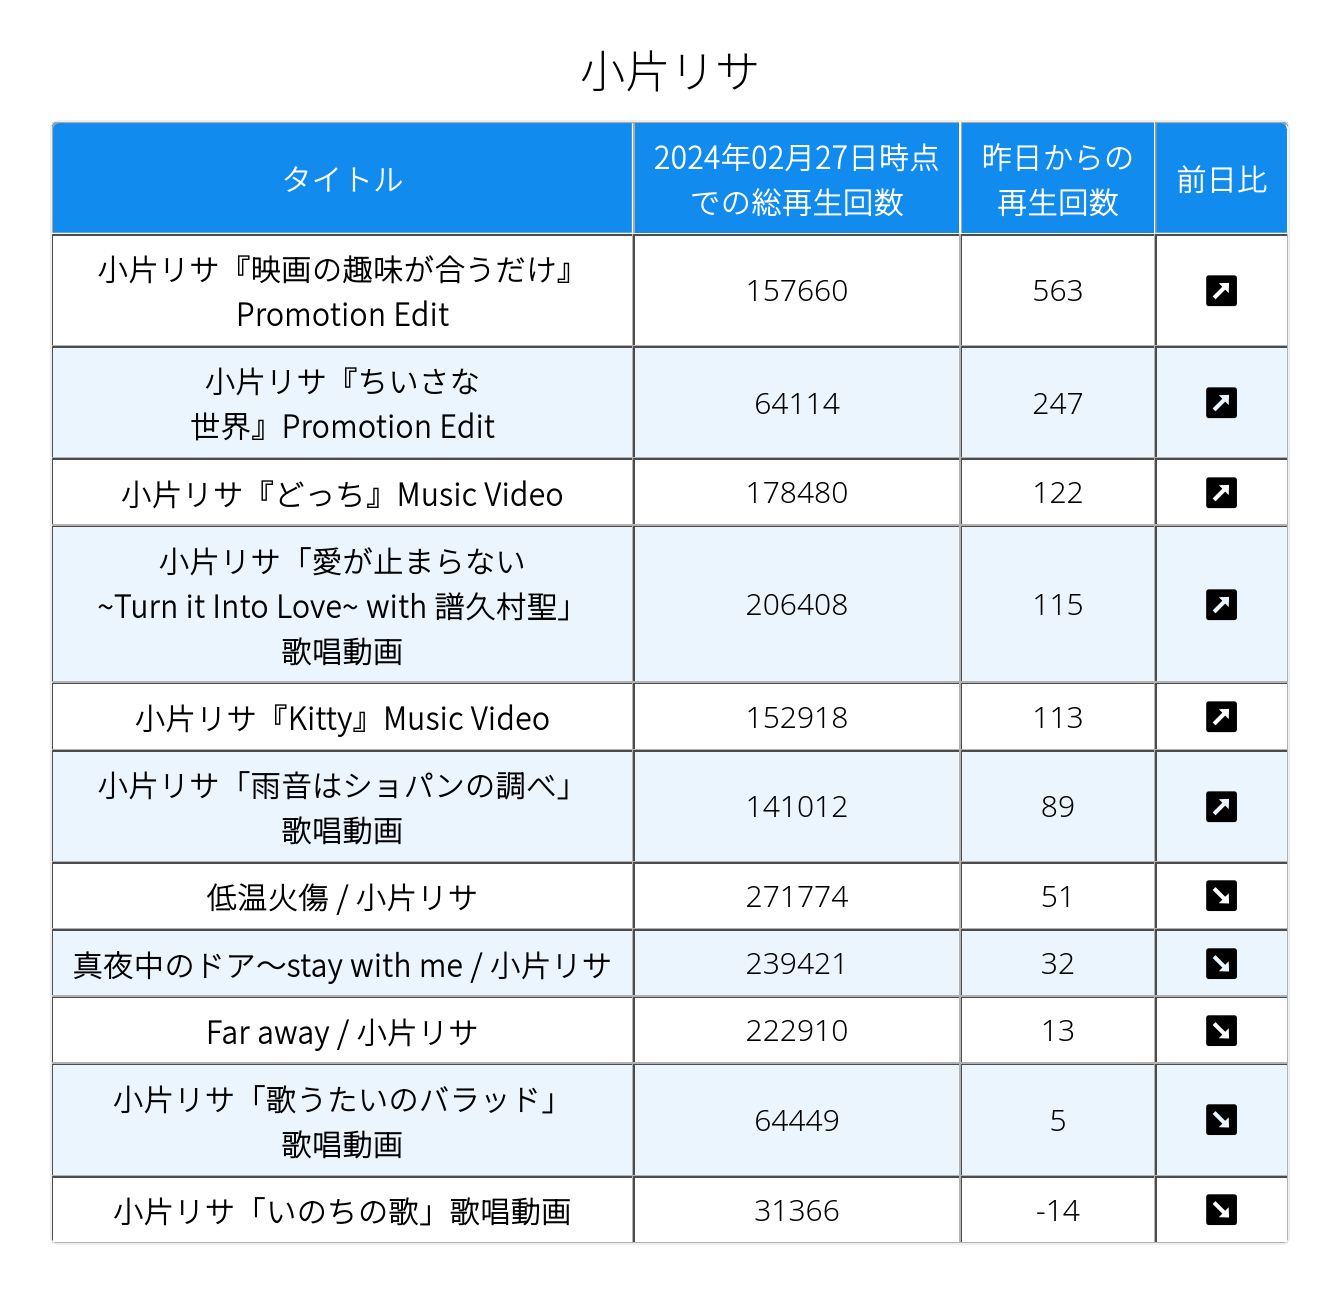 小片リサ
タイトル
2024年02月27日時点
での総再生回数
昨日からの
再生回数
前日比
小片リサ『映画の趣味が合うだけ』
Promotion Edit
157660
563
小片リサ『ちいさな
世界』Promotion Edit
64114
247
小片リサ『どっち』Music Video
178480
122
小片リサ「愛が止まらない
~Turn it Into Love~ with 譜久村聖」
歌唱動画
206408
115
小片リサ『Kitty』Music Video
152918
113
小片リサ「雨音はショパンの調べ」
歌唱動画
141012
89
低温火傷 / 小片リサ
271774
51
真夜中のドア〜stay with me / 小片リサ
239421
32
Far away / 小片リサ
222910
13
小片リサ「歌うたいのバラッド」
歌唱動画
64449
5
小片リサ「いのちの歌」歌唱動画
31366
-14